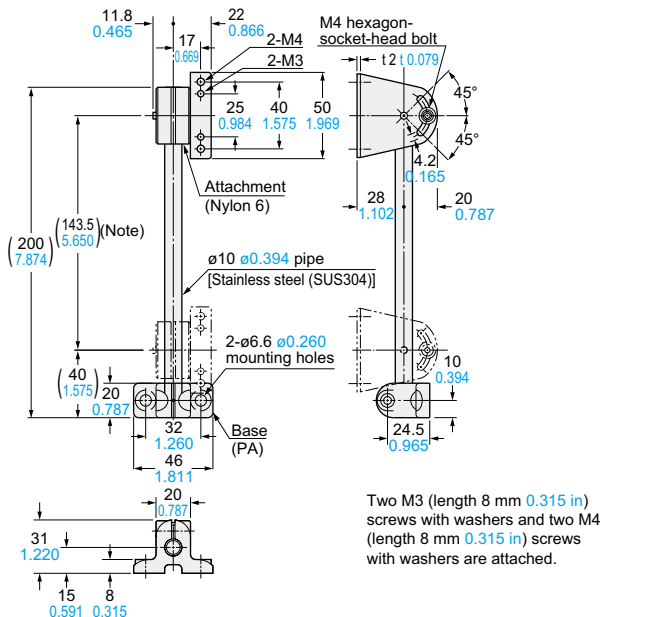 11.8
0.465
22
0.866
17
0.669
2-M4
2-M3
25
0.984
40
1.575
50
1.969
Attachment
(Nylon 6)
(200
7.874)
(143.5
5.650)(Note)
ø10 ø0.394 pipe
[Stainless steel (SUS304)]
2-ø6.6 ø0.260
mounting holes
(40
1.575)
20
0.787
32
1.260
46
1.811
Base
(PA)
M4 hexagon-
socket-head bolt
t 2 t 0.079
45°
45°
4.2
0.165
28
1.102
20
0.787
10
0.394
24.5
0.965
20
0.787
31
1.220
15
0.591
8
0.315
Two M3 (length 8 mm 0.315 in)
screws with washers and two M4
(length 8 mm 0.315 in) screws
with washers are attached.